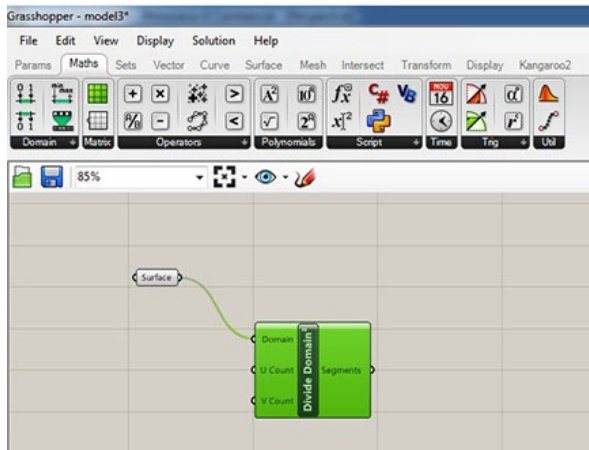 Grasshopper - model3*
File Edit View Display Solution Help
Params Maths Sets Vector Curve Surface Mesh Intersect Transform Display Kangaroo2
Domain Matrix Operators Polynomials Script Time Trig Util
85%
Surface
Domain
U Count
V Count
Divide Domain²
Segments